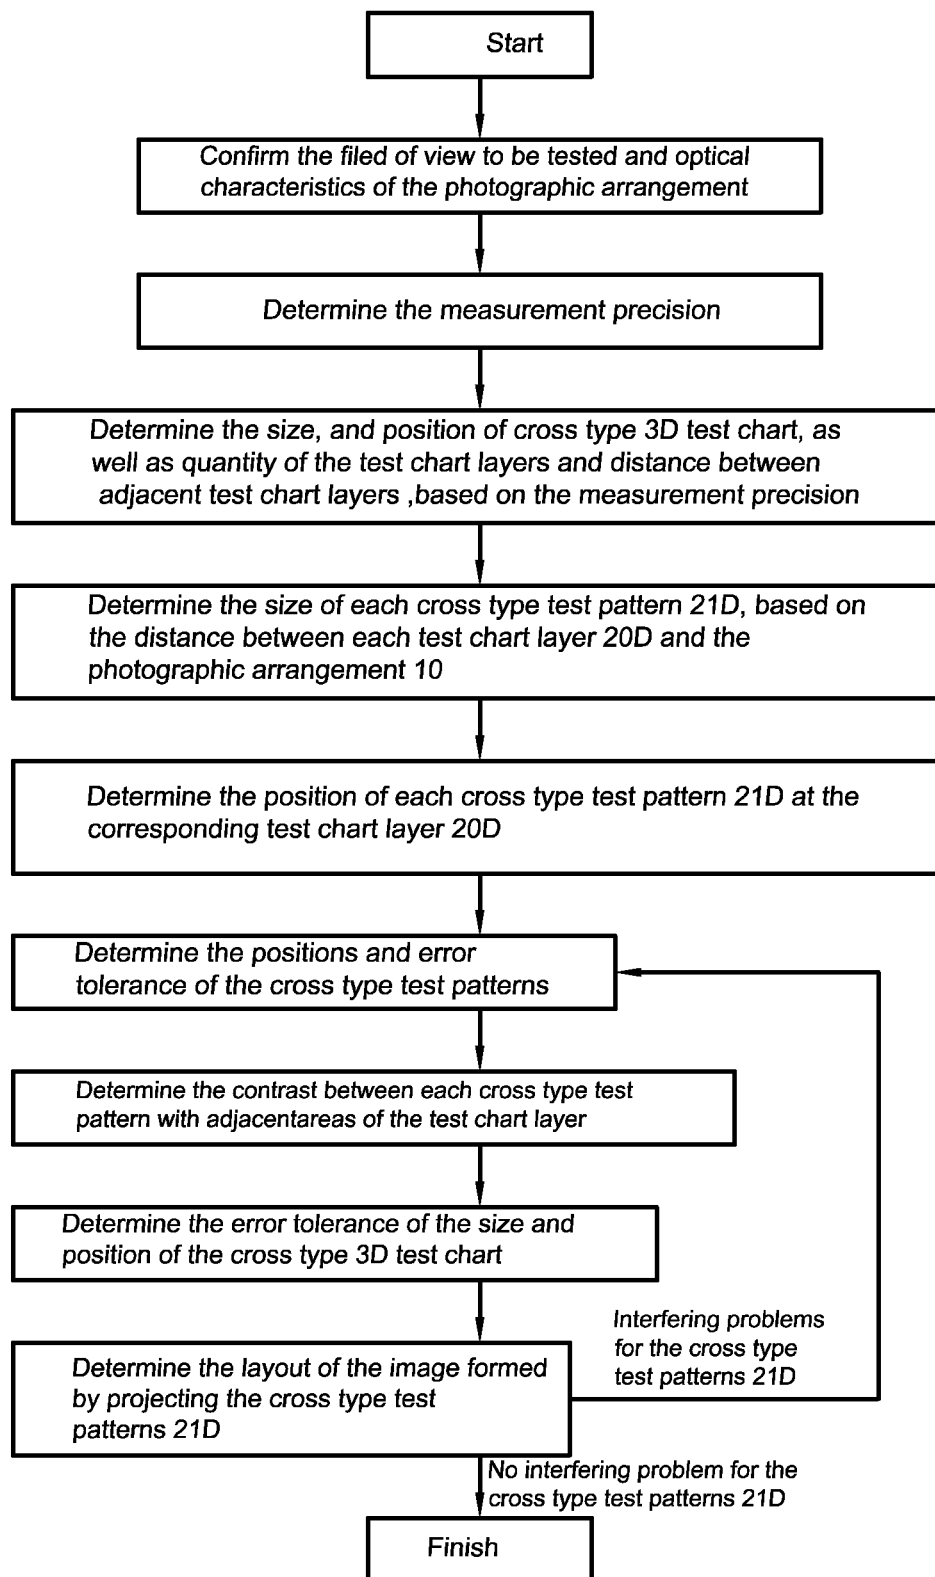 Start
Confirm the filed of view to be tested and optical
characteristics of the photographic arrangement
Determine the measurement precision
Determine the size, and position of cross type 3D test chart, as
well as quantity of the test chart layers and distance between
adjacent test chart layers ,based on the measurement precision
Determine the size of each cross type test pattern 21D, based on
the distance between each test chart layer 20D and the
photographic arrangement 10
Determine the position of each cross type test pattern 21D at the
corresponding test chart layer 20D
Determine the positions and error
tolerance of the cross type test patterns
Determine the contrast between each cross type test
pattern with adjacentareas of the test chart layer
Determine the error tolerance of the size and
position of the cross type 3D test chart
Interfering problems
for the cross type
test patterns 21D
Determine the layout of the image formed
by projecting the cross type test
patterns 21D
No interfering problem for the
cross type test patterns 21D
Finish